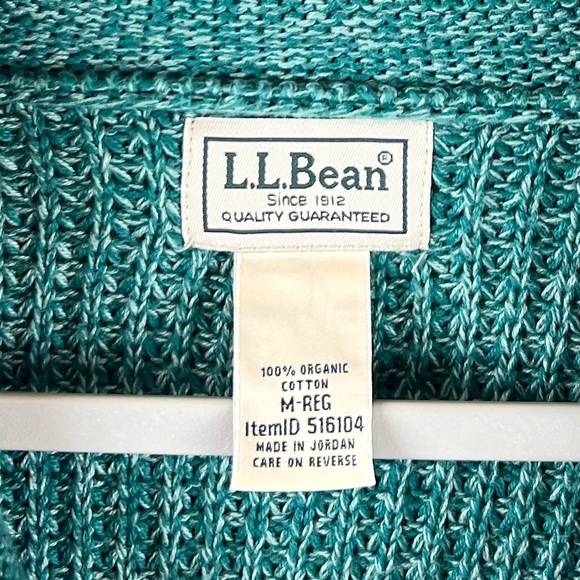 L.L.Bean®
Since 1912
QUALITY GUARANTEED
100% ORGANIC
COTTON
M-REG
ItemID 516104
MADE IN JORDAN
CARE ON REVERSE